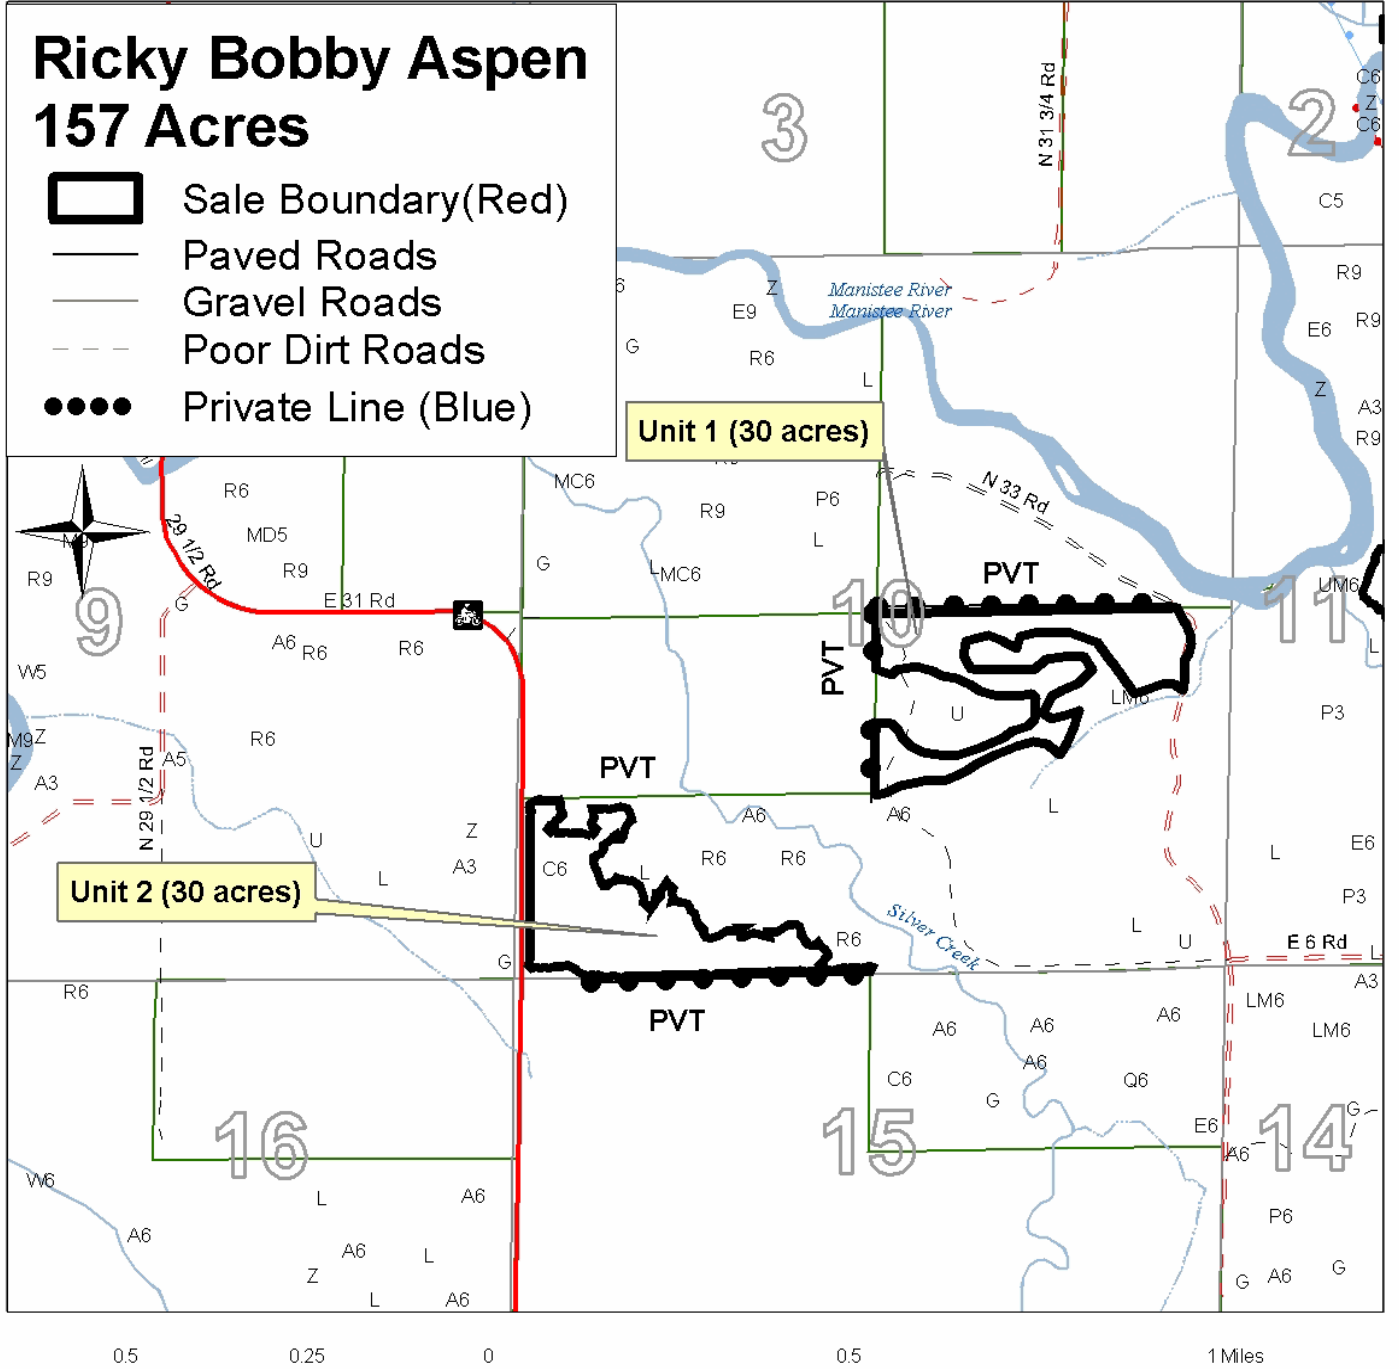 Ricky Bobby Aspen
157 Acres
Sale Boundary(Red)
Paved Roads
Gravel Roads
Poor Dirt Roads
Private Line (Blue)
3
N 31 3/4 Rd
2
C6
Z
C6
C5
R9
R9
E6
Z
A3
R9
6
Z
E9
G
R6
Manistee River
Manistee River
L
Unit 1 (30 acres)
N 33 Rd
MC6
R9
P6
L
G
LMC6
R6
MD5
R9
29 1/2 Rd
M9
R9
9
G
E 31 Rd
A6
R6
R6
W5
PVT
10
PVT
U
LM6
11
UM6
L
P3
M9
Z
Z
A3
R6
A5
N 29 1/2 Rd
U
Z
A3
L
PVT
C6
L
A6
R6
R6
A6
L
E6
L
P3
Unit 2 (30 acres)
R6
Silver Creek
L
U
E 6 Rd
L
G
R6
A3
LM6
LM6
PVT
A6
A6
A6
A6
C6
Q6
G
E6
G
16
15
14
A6
W6
L
A6
A6
A6
L
Z
L
A6
P6
G
A6
G
0.5
0.25
0
0.5
1 Miles